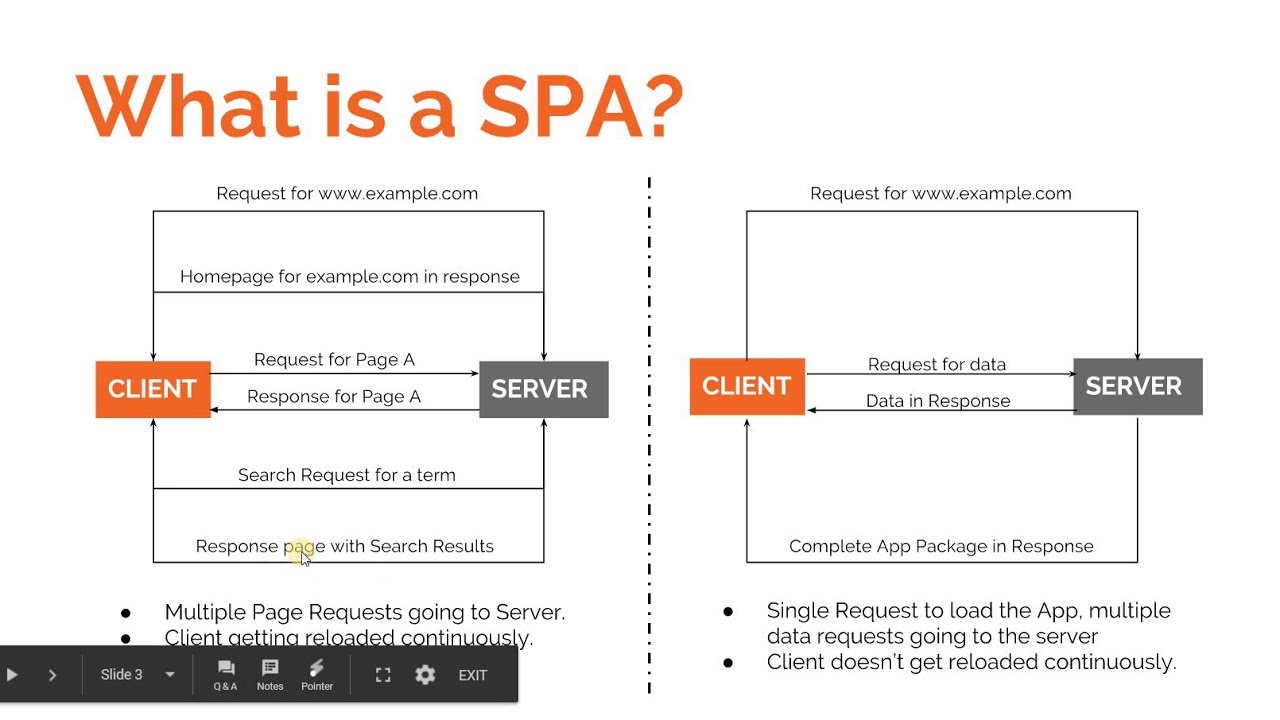 What is a SPA?
Request for www.example.com
Homepage for example.com in response
Request for Page A
CLIENT
SERVER
Response for Page A
Search Request for a term
Response page with Search Results
● Multiple Page Requests going to Server.
● Client getting reloaded continuously.
Request for www.example.com
Request for data
CLIENT
SERVER
Data in Response
Complete App Package in Response
● Single Request to load the App, multiple
data requests going to the server
● Client doesn't get reloaded continuously.
Slide 3
Q & A
Notes
Pointer
EXIT